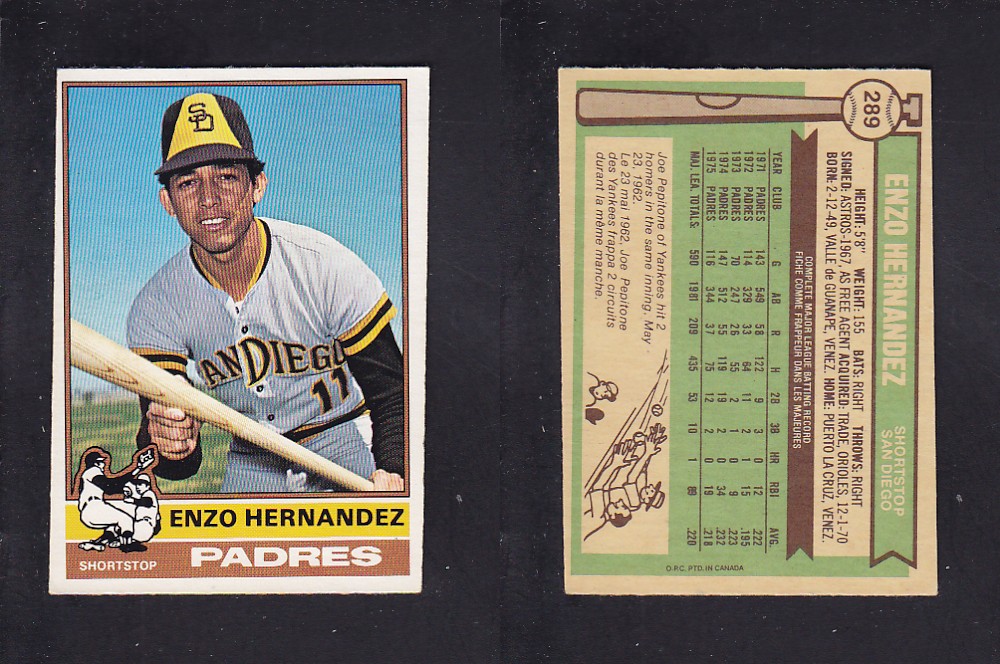 SD
SAN DIEGO
11
ENZO HERNANDEZ
SHORTSTOP
PADRES
289
ENZO HERNANDEZ
SHORTSTOP
SAN DIEGO
HEIGHT: 5'8" WEIGHT: 155 BATS: RIGHT THROWS: RIGHT
SIGNED: ASTROS-1967, AS FREE AGENT ACQUIRED: TRADE, ORIOLES, 12-1-70
BORN: 2-12-49, VALLE de GUANAPE, VENEZ. HOME: PUERTO LA CRUZ, VENEZ.
COMPLETE MAJOR LEAGUE BATTING RECORD
FICHE COMME FRAPPEUR DANS LES MAJEURES
YEAR CLUB G AB R H 2B 3B HR RBI AVG.
1971 PADRES 143 549 58 122 9 3 0 12 .222
1972 PADRES 114 329 33 64 11 2 1 15 .195
1973 PADRES 70 247 26 55 2 1 0 9 .223
1974 PADRES 147 512 55 119 19 2 0 34 .232
1975 PADRES 116 344 37 75 12 2 0 19 .218
MAJ. LEA. TOTALS: 590 1981 209 435 53 10 1 89 .220
Joe Pepitone of Yankees hit 2
homers in the same inning, May
23, 1962.
Le 23 mai 1962, Joe Pepitone
des Yankees frappa 2 circuits
durant la même manche.
O.P.C. PTD. IN CANADA